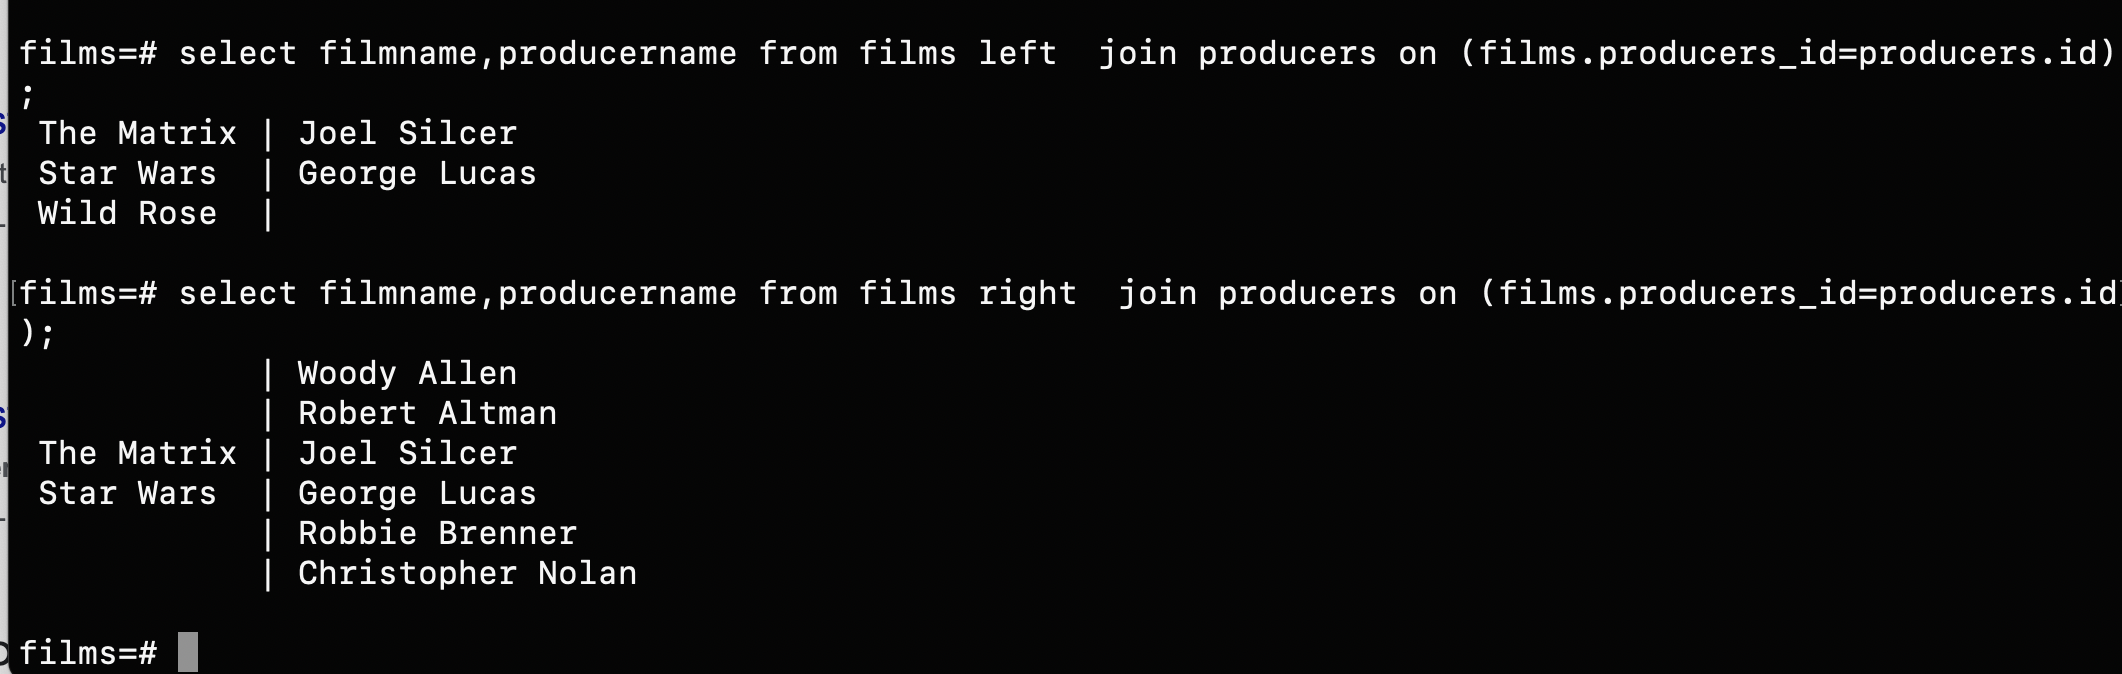 films=# select filmname,producername from films left  join producers on (films.producers_id=producers.id)
;
 The Matrix | Joel Silcer
 Star Wars  | George Lucas
 Wild Rose  |
films=# select filmname,producername from films right  join producers on (films.producers_id=producers.id
);
            | Woody Allen
            | Robert Altman
 The Matrix | Joel Silcer
 Star Wars  | George Lucas
            | Robbie Brenner
            | Christopher Nolan
films=#